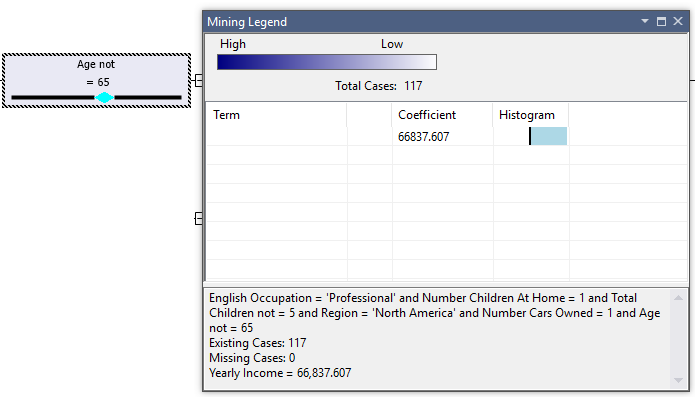 Age not
= 65
Mining Legend
High Low
Total Cases: 117
Term Coefficient Histogram
66837.607
English Occupation = 'Professional' and Number Children At Home = 1 and Total
Children not = 5 and Region = 'North America' and Number Cars Owned = 1 and Age
not = 65
Existing Cases: 117
Missing Cases: 0
Yearly Income = 66,837.607